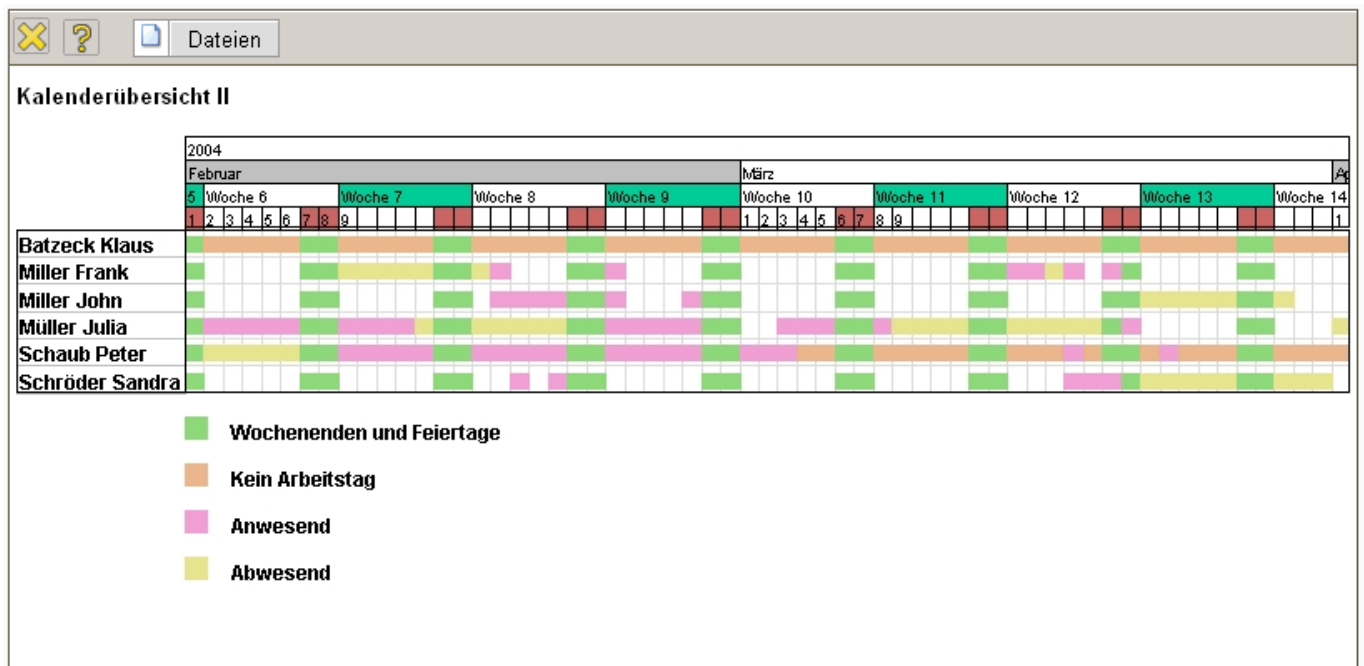 Dateien
Kalenderübersicht II
2004
Februar März Ap
5 Woche 6 Woche 7 Woche 8 Woche 9 Woche 10 Woche 11 Woche 12 Woche 13 Woche 14
1 2 3 4 5 6 7 8 9 1 2 3 4 5 6 7 8 9 1
Batzeck Klaus
Miller Frank
Miller John
Müller Julia
Schaub Peter
Schröder Sandra
Wochenenden und Feiertage
Kein Arbeitstag
Anwesend
Abwesend